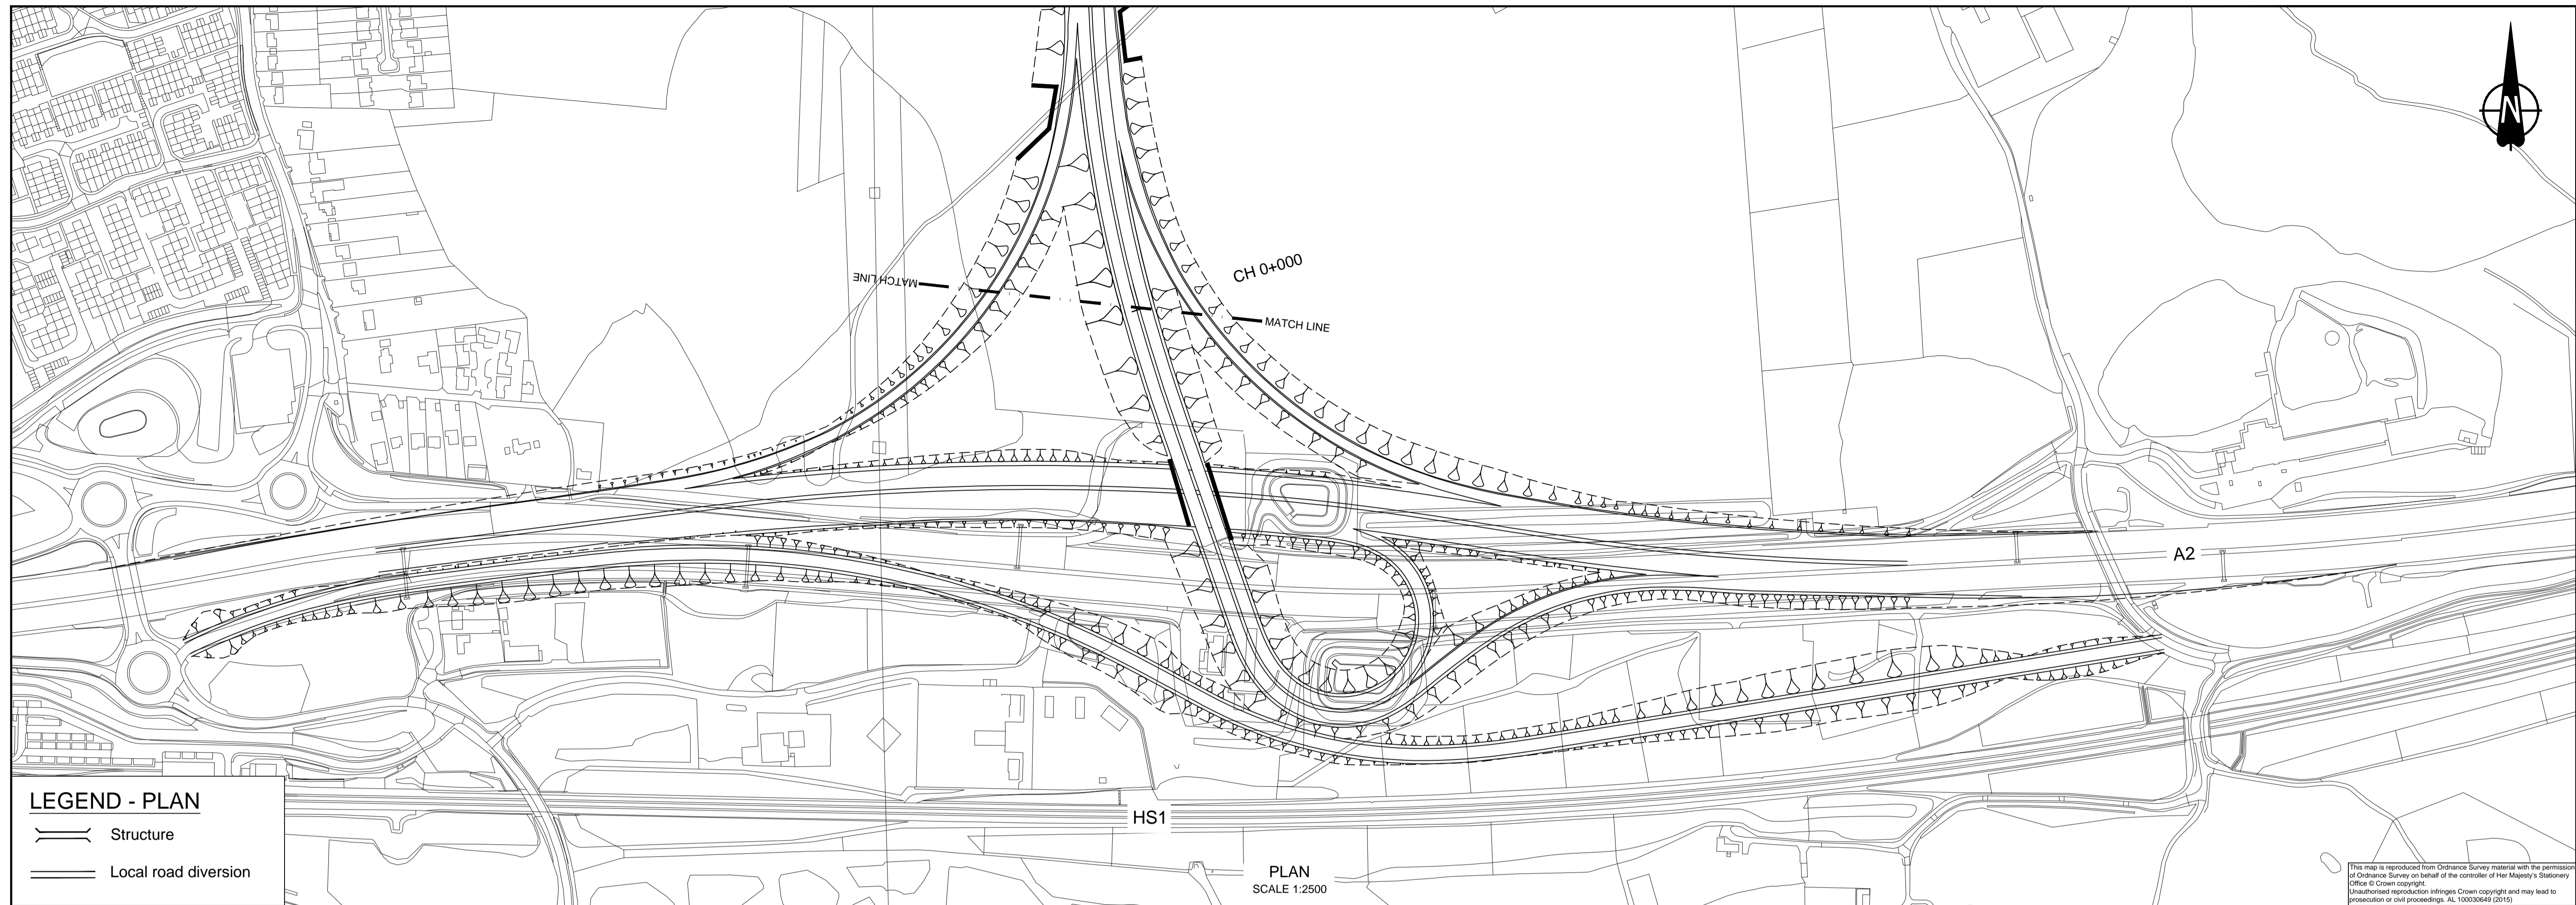 N
CH 0+000
MATCH LINE
MATCH LINE
A2
HS1
LEGEND - PLAN
Structure
Local road diversion
PLAN
SCALE 1:2500
This map is reproduced from Ordnance Survey material with the permission
of Ordnance Survey on behalf of the controller of Her Majesty's Stationery
Office © Crown copyright.
Unauthorised reproduction infringes Crown copyright and may lead to
prosecution or civil proceedings. AL 100030649 (2015)